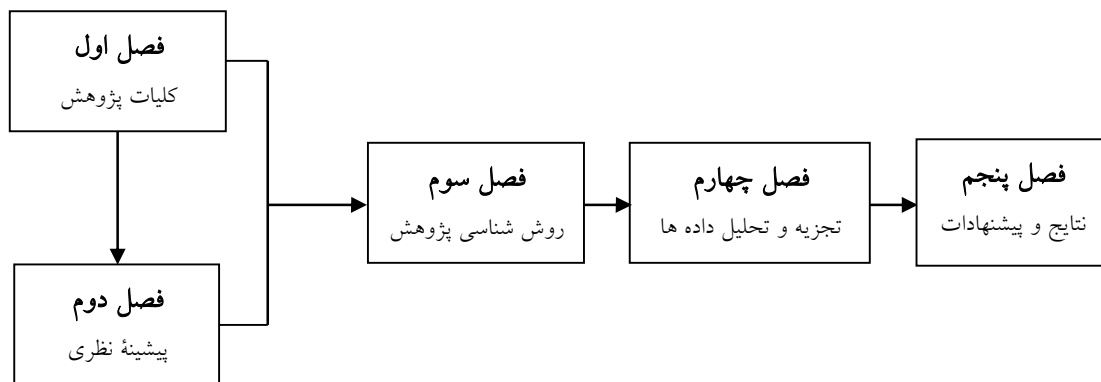 فصل اول
کلیات پژوهش
فصل دوم
پیشینهٔ نظری
فصل سوم
روش شناسی پژوهش
فصل چهارم
تجزیه و تحلیل داده ها
فصل پنجم
نتایج و پیشنهادات